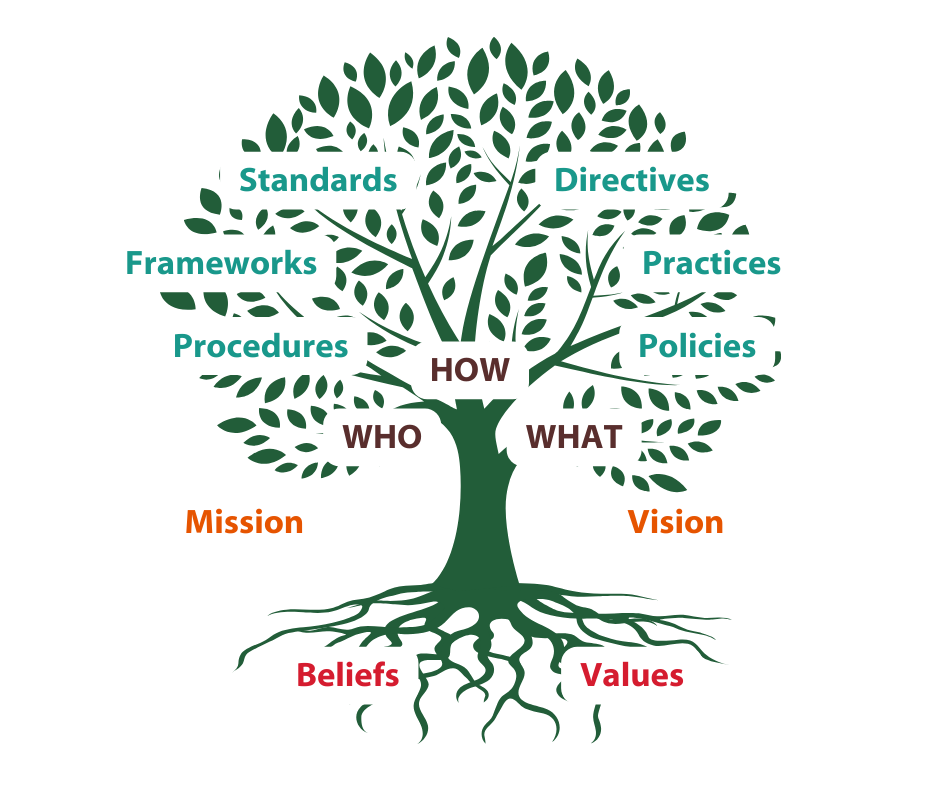 Standards
Directives
Frameworks
Practices
Procedures
Policies
HOW
WHO
WHAT
Mission
Vision
Beliefs
Values